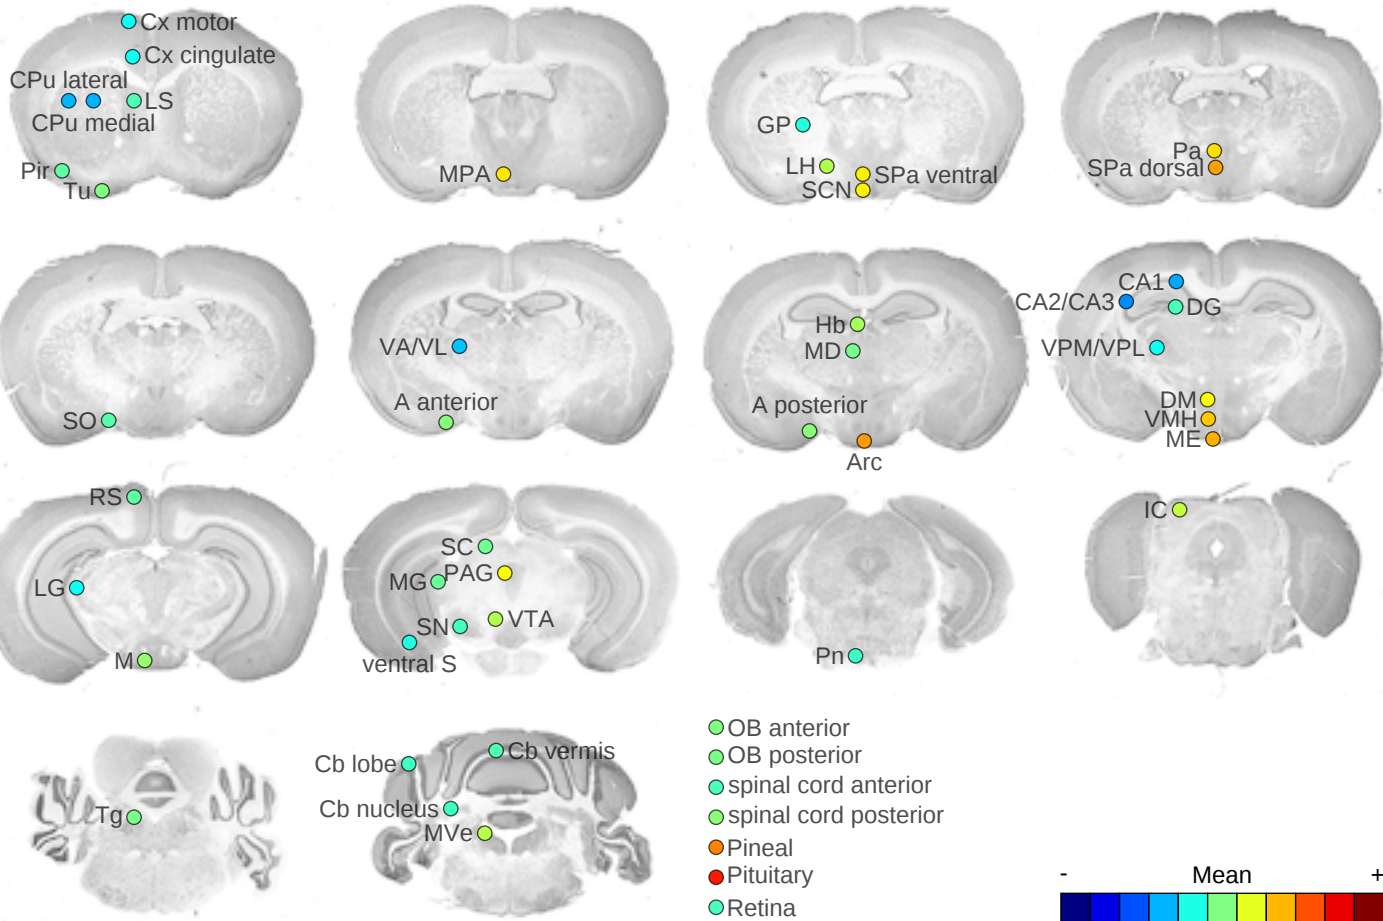 Cx motor
Cx cingulate
CPu lateral
LS
CPu medial
Pir
Tu
MPA
GP
LH
SPa ventral
SCN
Pa
SPa dorsal
SO
VA/VL
A anterior
Hb
MD
A posterior
Arc
CA1
CA2/CA3
DG
VPM/VPL
DM
VMH
ME
RS
LG
M
SC
MG
PAG
SN
VTA
ventral S
Pn
IC
Tg
Cb lobe
Cb vermis
Cb nucleus
MVe
OB anterior
OB posterior
spinal cord anterior
spinal cord posterior
Pineal
Pituitary
Retina
- Mean +